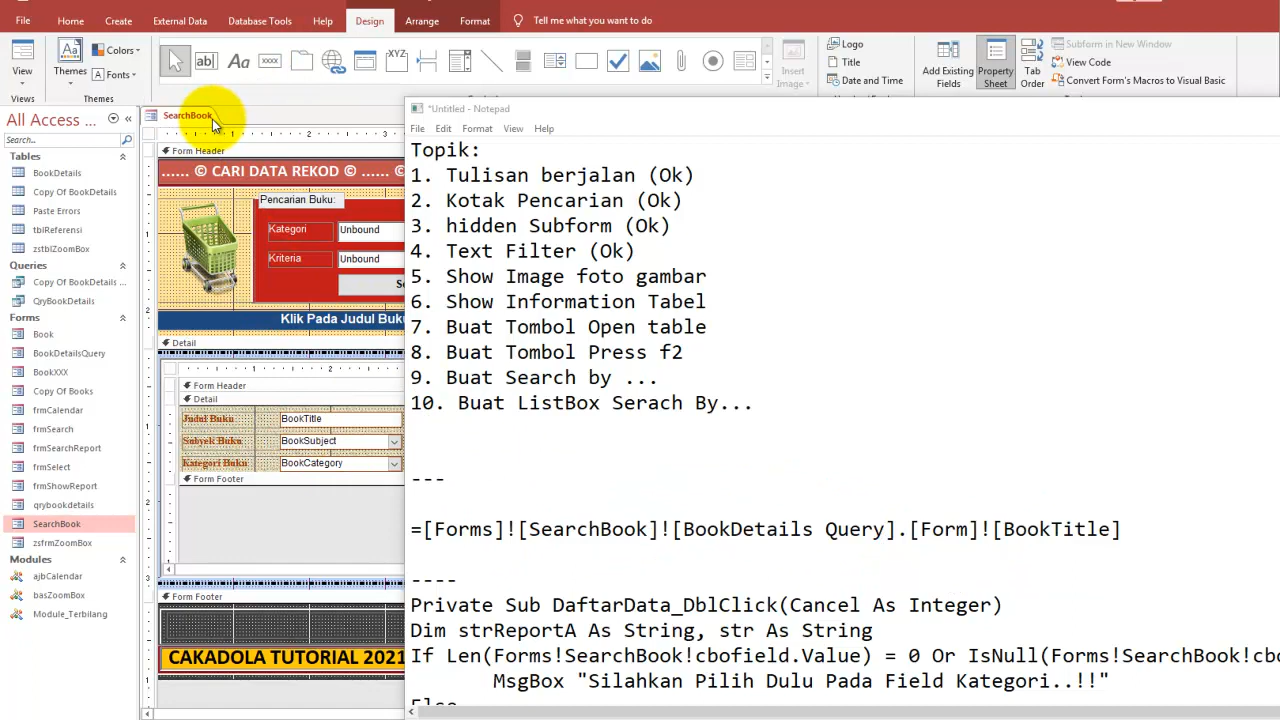 File Home Create External Data Database Tools Help Design Arrange Format Tell me what you want to do
View
Themes
Colors
Fonts
ab|
Aa
xxxx
XYZ
Insert
Image
Logo
Title
Date and Time
Add Existing
Fields
Property
Sheet
Tab
Order
Subform in New Window
View Code
Convert Form's Macros to Visual Basic
Views
Themes
All Access ...
Search...
Tables
BookDetails
Copy Of BookDetails
Paste Errors
tblReferensi
zstblZoomBox
Queries
Copy Of BookDetails ...
QryBookDetails
Forms
Book
BookDetailsQuery
BookXXX
Copy Of Books
frmCalendar
frmSearch
frmSearchReport
frmSelect
frmShowReport
qrybookdetails
SearchBook
zsfrmZoomBox
Modules
ajbCalendar
basZoomBox
Module_Terbilang
SearchBook
Form Header
...... © CARI DATA REKOD © ...... ©
Pencarian Buku:
Kategori
Unbound
Kriteria
Unbound
Klik Pada Judul Buku
Detail
Form Header
Detail
Judul Buku
BookTitle
Subyek Buku
BookSubject
Kategori Buku
BookCategory
Form Footer
Form Footer
CAKADOLA TUTORIAL 2021
*Untitled - Notepad
File Edit Format View Help
Topik:
1. Tulisan berjalan (Ok)
2. Kotak Pencarian (Ok)
3. hidden Subform (Ok)
4. Text Filter (Ok)
5. Show Image foto gambar
6. Show Information Tabel
7. Buat Tombol Open table
8. Buat Tombol Press f2
9. Buat Search by ...
10. Buat ListBox Serach By...
---
=[Forms]![SearchBook]![BookDetails Query].[Form]![BookTitle]
----
Private Sub DaftarData_DblClick(Cancel As Integer)
Dim strReportA As String, str As String
If Len(Forms!SearchBook!cbofield.Value) = 0 Or IsNull(Forms!SearchBook!cbo
MsgBox "Silahkan Pilih Dulu Pada Field Kategori..!!"
Else